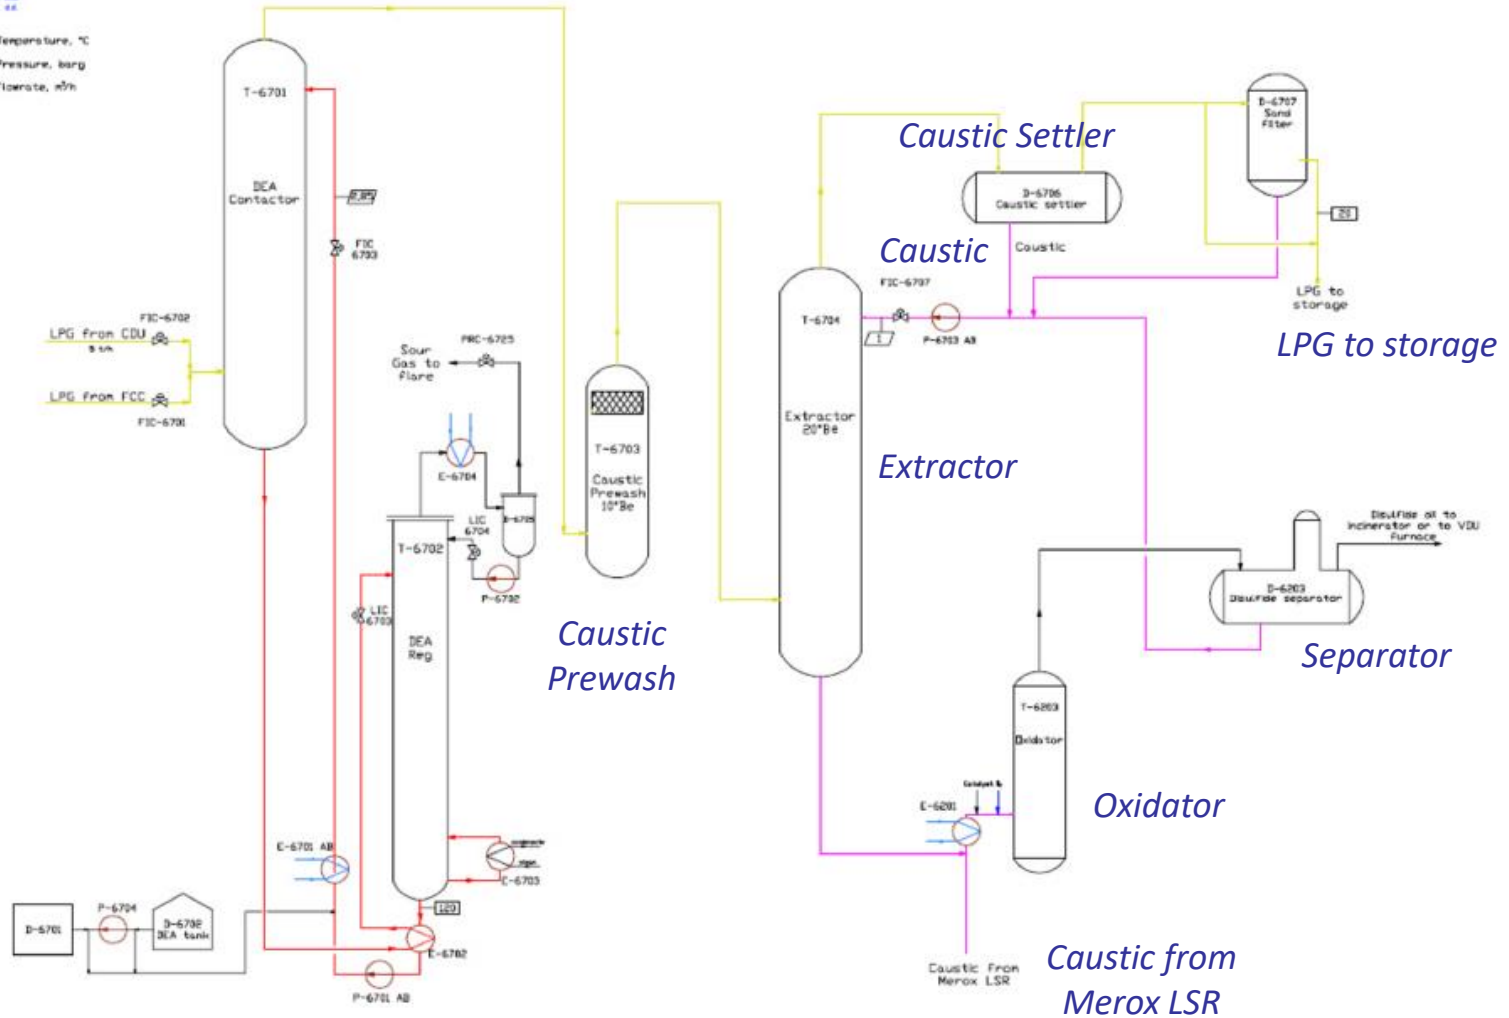 Temperature, °C
Pressure, barg
Flowrate, m³/h
T-6701
DEA
Contactor
FIC
6703
FIC-6702
LPG from CDU
LPG from FCC
FIC-6701
Sour
Gas to
flare
PRC-6725
E-6704
LIC
6704
P-6702
T-6702
LIC
6703
DEA
Reg
E-6703
120
E-6702
P-6701 AB
E-6701 AB
D-6701
P-6704
D-6702
DEA tank
T-6703
Caustic
Prewash
10°Be
Caustic
Prewash
T-6704
Extractor
20°Be
Extractor
Caustic Settler
D-6706
Caustic settler
Caustic
Caustic
FIC-6707
1
P-6703 AB
D-6707
Sand
Filter
20
LPG to
storage
LPG to storage
Disulfide oil to
incinerator or to VDU
Furnace
D-6203
Disulfide separator
Separator
T-6203
Oxidator
Oxidator
E-6201
Caustic From
Merox LSR
Caustic from
Merox LSR